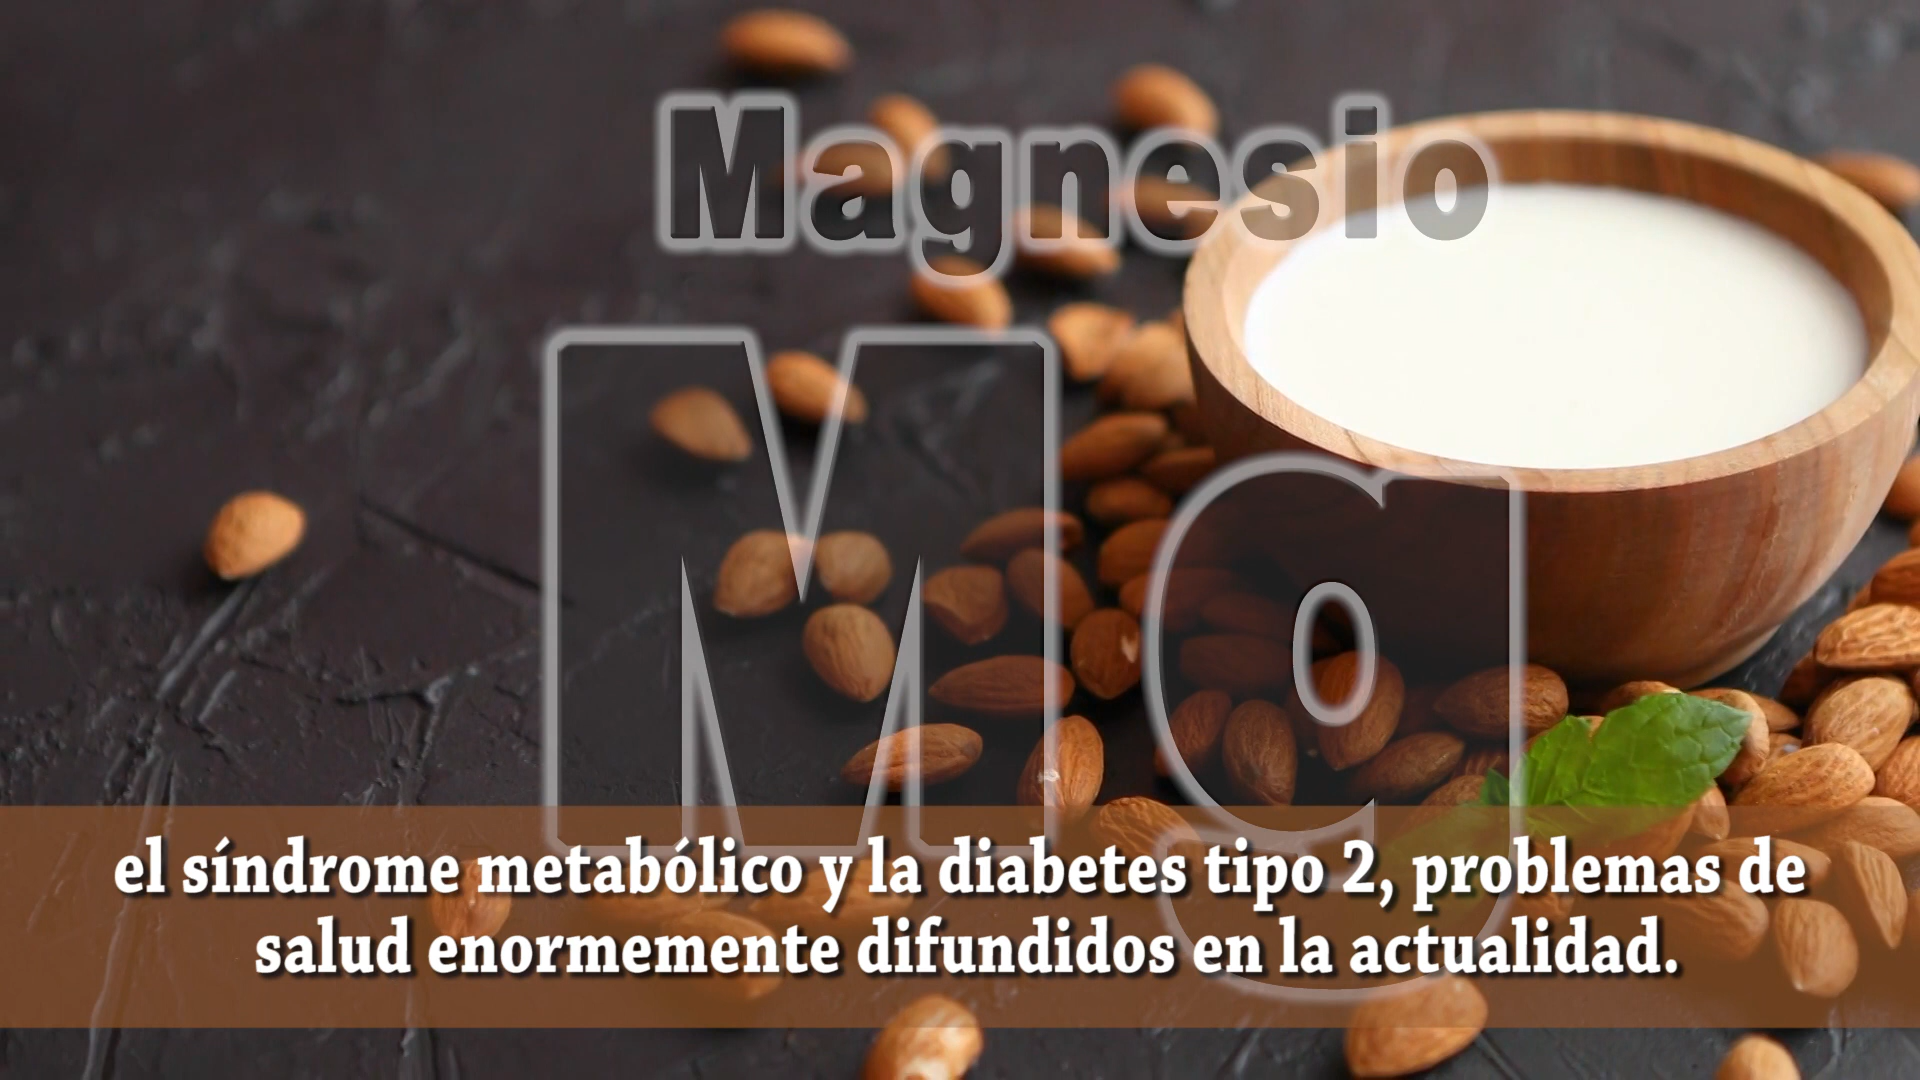 Magnesio
Mg
el síndrome metabólico y la diabetes tipo 2, problemas de
salud enormemente difundidos en la actualidad.